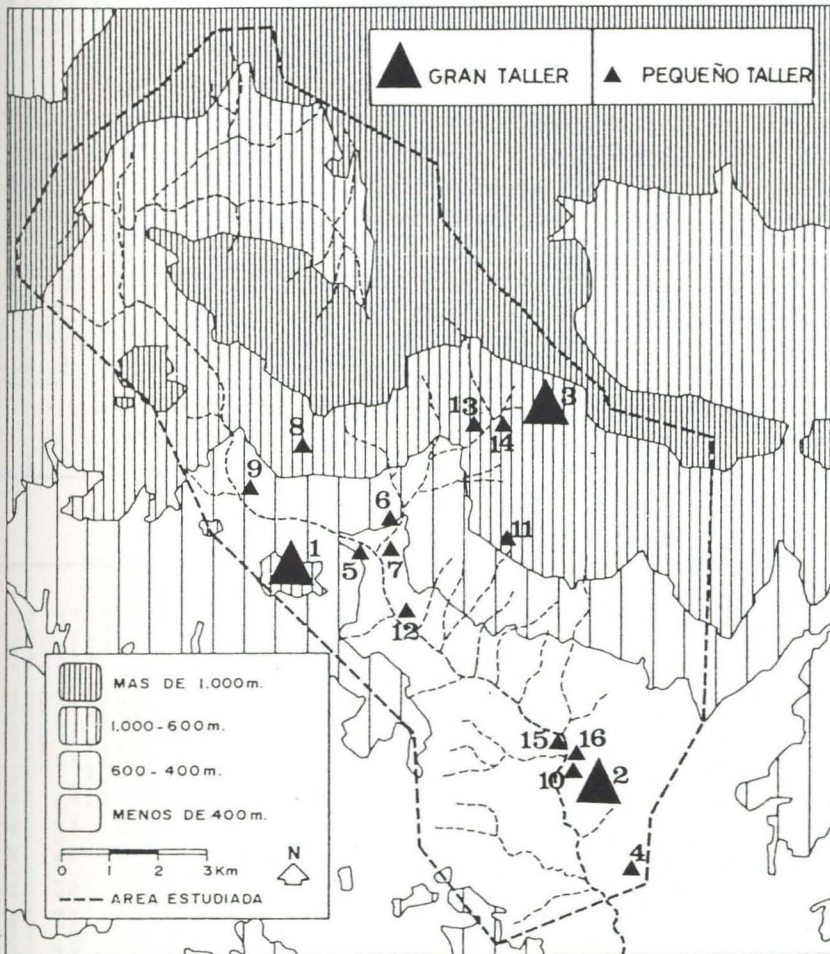 GRAN TALLER
PEQUEÑO TALLER
3
13
14
8
9
6
11
1
5
7
12
15
16
10
2
4
MAS DE 1.000m.
1.000-600m.
600-400m.
MENOS DE 400m.
0 1 2 3Km
N
AREA ESTUDIADA